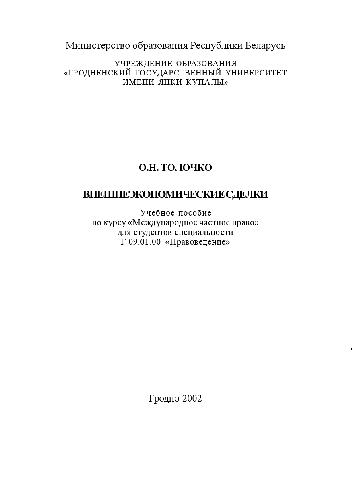 Министерство образования Республики Беларусь
УЧРЕЖДЕНИЕ ОБРАЗОВАНИЯ
«ГРОДНЕНСКИЙ ГОСУДАРСТВЕННЫЙ УНИВЕРСИТЕТ
ИМЕНИ ЯНКИ КУПАЛЫ»
О.Н. ТОЛОЧКО
ВНЕШНЕЭКОНОМИЧЕСКИЕ СДЕЛКИ
Учебное пособие
по курсу «Международное частное право»
для студентов специальности
Г 09.01.00 «Правоведение»
Гродно 2002